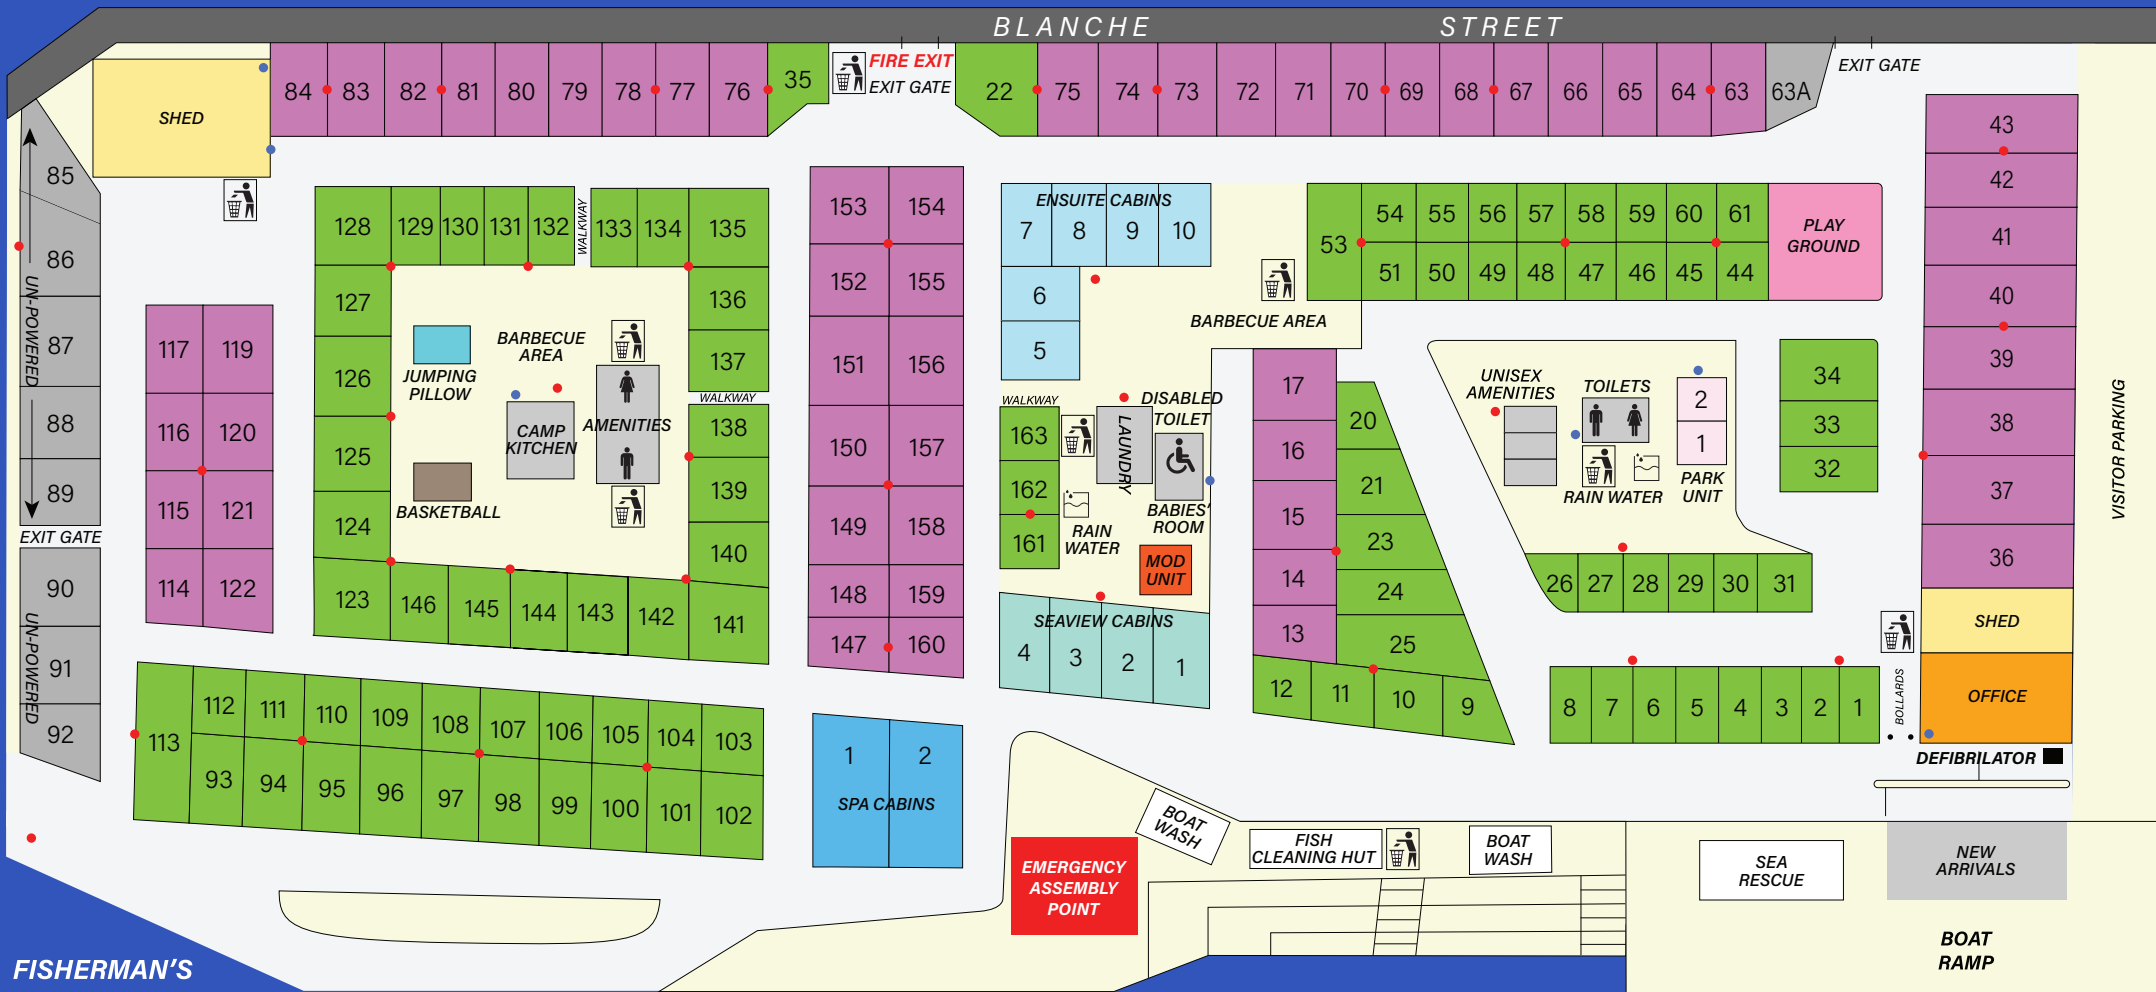 BLANCHE STREET
FIRE EXIT
EXIT GATE
EXIT GATE
SHED
84 83 82 81 80 79 78 77 76 35
22 75 74 73 72 71 70 69 68 67 66 65 64 63 63A
85
86
87
88
89
UN-POWERED
EXIT GATE
90
91
92
UN-POWERED
117 119
116 120
115 121
114 122
128 129 130 131 132
WALKWAY
133 134 135
127
126
125
124
123
136
137
WALKWAY
138
139
140
146 145 144 143 142 141
JUMPING
PILLOW
BARBECUE
AREA
CAMP
KITCHEN
AMENITIES
BASKETBALL
113
112 111 110 109 108 107 106 105 104 103
93 94 95 96 97 98 99 100 101 102
153 154
152 155
151 156
150 157
149 158
148 159
147 160
1 2
SPA CABINS
ENSUITE CABINS
7 8 9 10
6
5
WALKWAY
163
162
161
LAUNDRY
DISABLED
TOILET
BABIES'
ROOM
RAIN
WATER
MOD
UNIT
SEAVIEW CABINS
4 3 2 1
BARBECUE AREA
53
54 55 56 57 58 59 60 61
51 50 49 48 47 46 45 44
PLAY
GROUND
17
16
15
14
13
20
21
23
24
25
12 11 10 9
UNISEX
AMENITIES
TOILETS
RAIN WATER
2
1
PARK
UNIT
34
33
32
26 27 28 29 30 31
8 7 6 5 4 3 2 1
BOLLARDS
43
42
41
40
39
38
37
36
SHED
OFFICE
DEFIBRILATOR
VISITOR PARKING
EMERGENCY
ASSEMBLY
POINT
BOAT
WASH
FISH
CLEANING HUT
BOAT
WASH
SEA
RESCUE
NEW
ARRIVALS
BOAT
RAMP
FISHERMAN'S